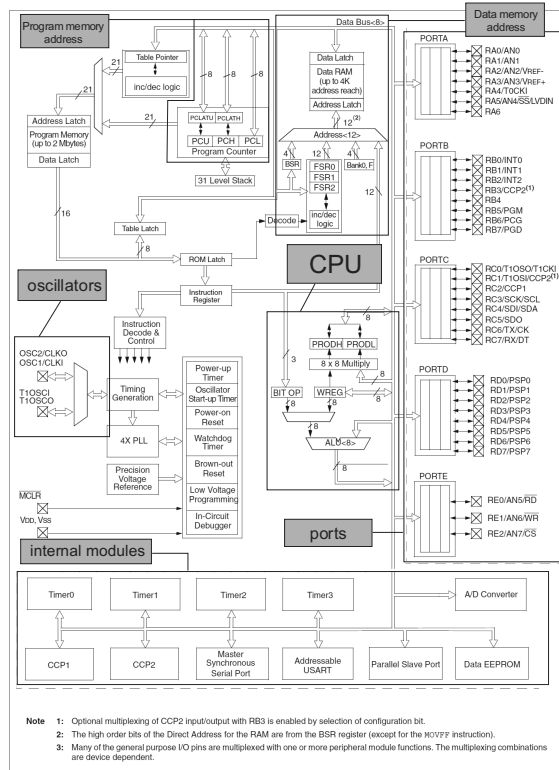 Program memory
address
Data Bus<8>
Data memory
address
Table Pointer
inc/dec logic
21
21
21
8
8
8
PCLATU
PCLATH
PCU
PCH
PCL
Program Counter
31 Level Stack
Address Latch
Program Memory
(up to 2 Mbytes)
Data Latch
16
Table Latch
8
ROM Latch
Instruction
Register
Data Latch
Data RAM
(up to 4K
address reach)
Address Latch
12(2)
Address<12>
4
12
4
BSR
FSR0
FSR1
FSR2
Bank0, F
12
Decode
inc/dec
logic
PORTA
RA0/AN0
RA1/AN1
RA2/AN2/VREF-
RA3/AN3/VREF+
RA4/T0CKI
RA5/AN4/SS/LVDIN
RA6
PORTB
RB0/INT0
RB1/INT1
RB2/INT2
RB3/CCP2(1)
RB4
RB5/PGM
RB6/PCG
RB7/PGD
PORTC
RC0/T1OSO/T1CKI
RC1/T1OSI/CCP2(1)
RC2/CCP1
RC3/SCK/SCL
RC4/SDI/SDA
RC5/SDO
RC6/TX/CK
RC7/RX/DT
PORTD
RD0/PSP0
RD1/PSP1
RD2/PSP2
RD3/PSP3
RD4/PSP4
RD5/PSP5
RD6/PSP6
RD7/PSP7
PORTE
RE0/AN5/RD
RE1/AN6/WR
RE2/AN7/CS
ports
oscillators
OSC2/CLKO
OSC1/CLKI
T1OSCI
T1OSCO
Instruction
Decode &
Control
Timing
Generation
4X PLL
Precision
Voltage
Reference
MCLR
VDD, VSS
Power-up
Timer
Oscillator
Start-up Timer
Power-on
Reset
Watchdog
Timer
Brown-out
Reset
Low Voltage
Programming
In-Circuit
Debugger
CPU
8
PRODH
PRODL
8 x 8 Multiply
3
8
BIT OP
WREG
8
8
8
8
ALU<8>
8
internal modules
Timer0
Timer1
Timer2
Timer3
A/D Converter
CCP1
CCP2
Master
Synchronous
Serial Port
Addressable
USART
Parallel Slave Port
Data EEPROM
Note 1: Optional multiplexing of CCP2 input/output with RB3 is enabled by selection of configuration bit.
2: The high order bits of the Direct Address for the RAM are from the BSR register (except for the MOVFF instruction).
3: Many of the general purpose I/O pins are multiplexed with one or more peripheral module functions. The multiplexing combinations
are device dependent.